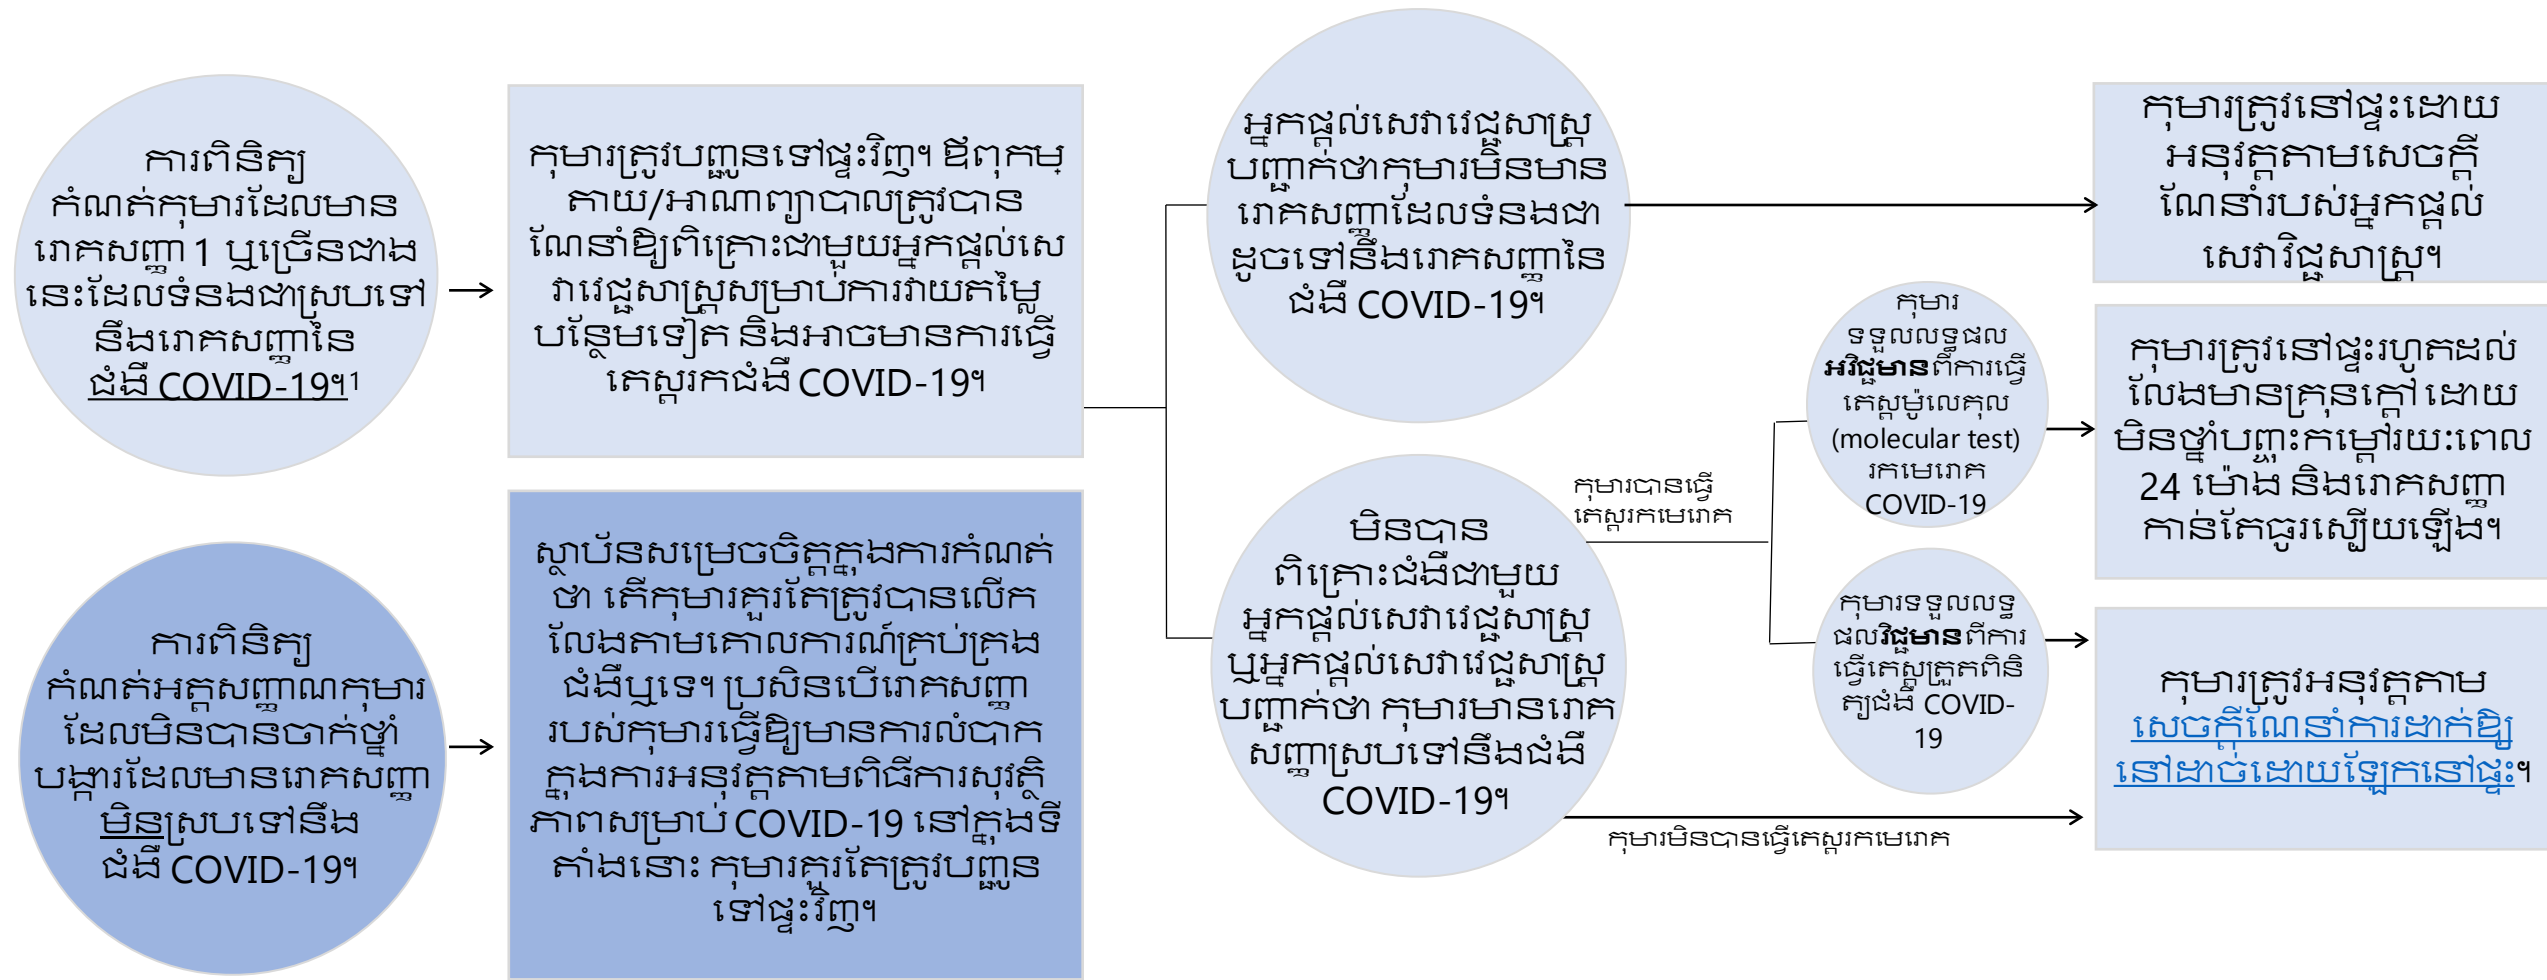 ការពិនិត្យ
កំណត់កុមារដែលមាន
រោគសញ្ញា 1 ឬច្រើនជាង
នេះដែលទំនងជាស្របទៅ
នឹងរោគសញ្ញានៃ
ជំងឺ COVID-19។1
កុមារត្រូវបញ្ជូនទៅផ្ទះវិញ។ ឪពុកម្
តាយ/អាណាព្យាបាលត្រូវបាន
ណែនាំឱ្យពិគ្រោះជាមួយអ្នកផ្តល់សេ
វាវេជ្ជសាស្ត្រសម្រាប់ការវាយតម្លៃ
បន្ថែមទៀត និងអាចមានការធ្វើ
តេស្តរកជំងឺ COVID-19។
អ្នកផ្តល់សេវាវេជ្ជសាស្ត្រ
បញ្ជាក់ថាកុមារមិនមាន
រោគសញ្ញាដែលទំនងជា
ដូចទៅនឹងរោគសញ្ញានៃ
ជំងឺ COVID-19។
កុមារត្រូវនៅផ្ទះដោយ
អនុវត្តតាមសេចក្តី
ណែនាំរបស់អ្នកផ្តល់
សេវាវិជ្ជសាស្ត្រ។
កុមារ
ទទួលលទ្ធផល
អវិជ្ជមានពីការធ្វើ
តេស្តម៉ូលេគុល
(molecular test)
រកមេរោគ
COVID-19
កុមារត្រូវនៅផ្ទះរហូតដល់
លែងមានគ្រុនក្តៅ ដោយ
មិនថ្នាំបញ្ចុះកម្តៅរយៈពេល
24 ម៉ោង និងរោគសញ្ញា
កាន់តែធូរស្បើយឡើង។
ការពិនិត្យ
កំណត់អត្តសញ្ញាណកុមារ
ដែលមិនបានចាក់ថ្នាំ
បង្ការដែលមានរោគសញ្ញា
មិនស្របទៅនឹង
ជំងឺ COVID-19។
ស្ថាប័នសម្រេចចិត្តក្នុងការកំណត់
ថា តើកុមារគួរតែត្រូវបានលើក
លែងតាមគោលការណ៍គ្រប់គ្រង
ជំងឺឬទេ។ ប្រសិនបើរោគសញ្ញា
របស់កុមារធ្វើឱ្យមានការលំបាក
ក្នុងការអនុវត្តតាមពិធីការសុវត្ថិ
ភាពសម្រាប់ COVID-19 នៅក្នុងទី
តាំងនោះ កុមារគួរតែត្រូវបញ្ជូន
ទៅផ្ទះវិញ។
មិនបាន
ពិគ្រោះជំងឺជាមួយ
អ្នកផ្តល់សេវាវេជ្ជសាស្ត្រ
ឬអ្នកផ្តល់សេវាវេជ្ជសាស្ត្រ
បញ្ជាក់ថា កុមារមានរោគ
សញ្ញាស្របទៅនឹងជំងឺ
COVID-19។
កុមារបានធ្វើ
តេស្តរកមេរោគ
កុមារទទួលលទ្ធ
ផលវិជ្ជមានពីការ
ធ្វើតេស្តត្រួតពិនិ
ត្យជំងឺ COVID-
19
កុមារត្រូវអនុវត្តតាម
សេចក្តីណែនាំការដាក់ឱ្យ
នៅដាច់ដោយឡែកនៅផ្ទះ។
កុមារមិនបានធ្វើតេស្តរកមេរោគ